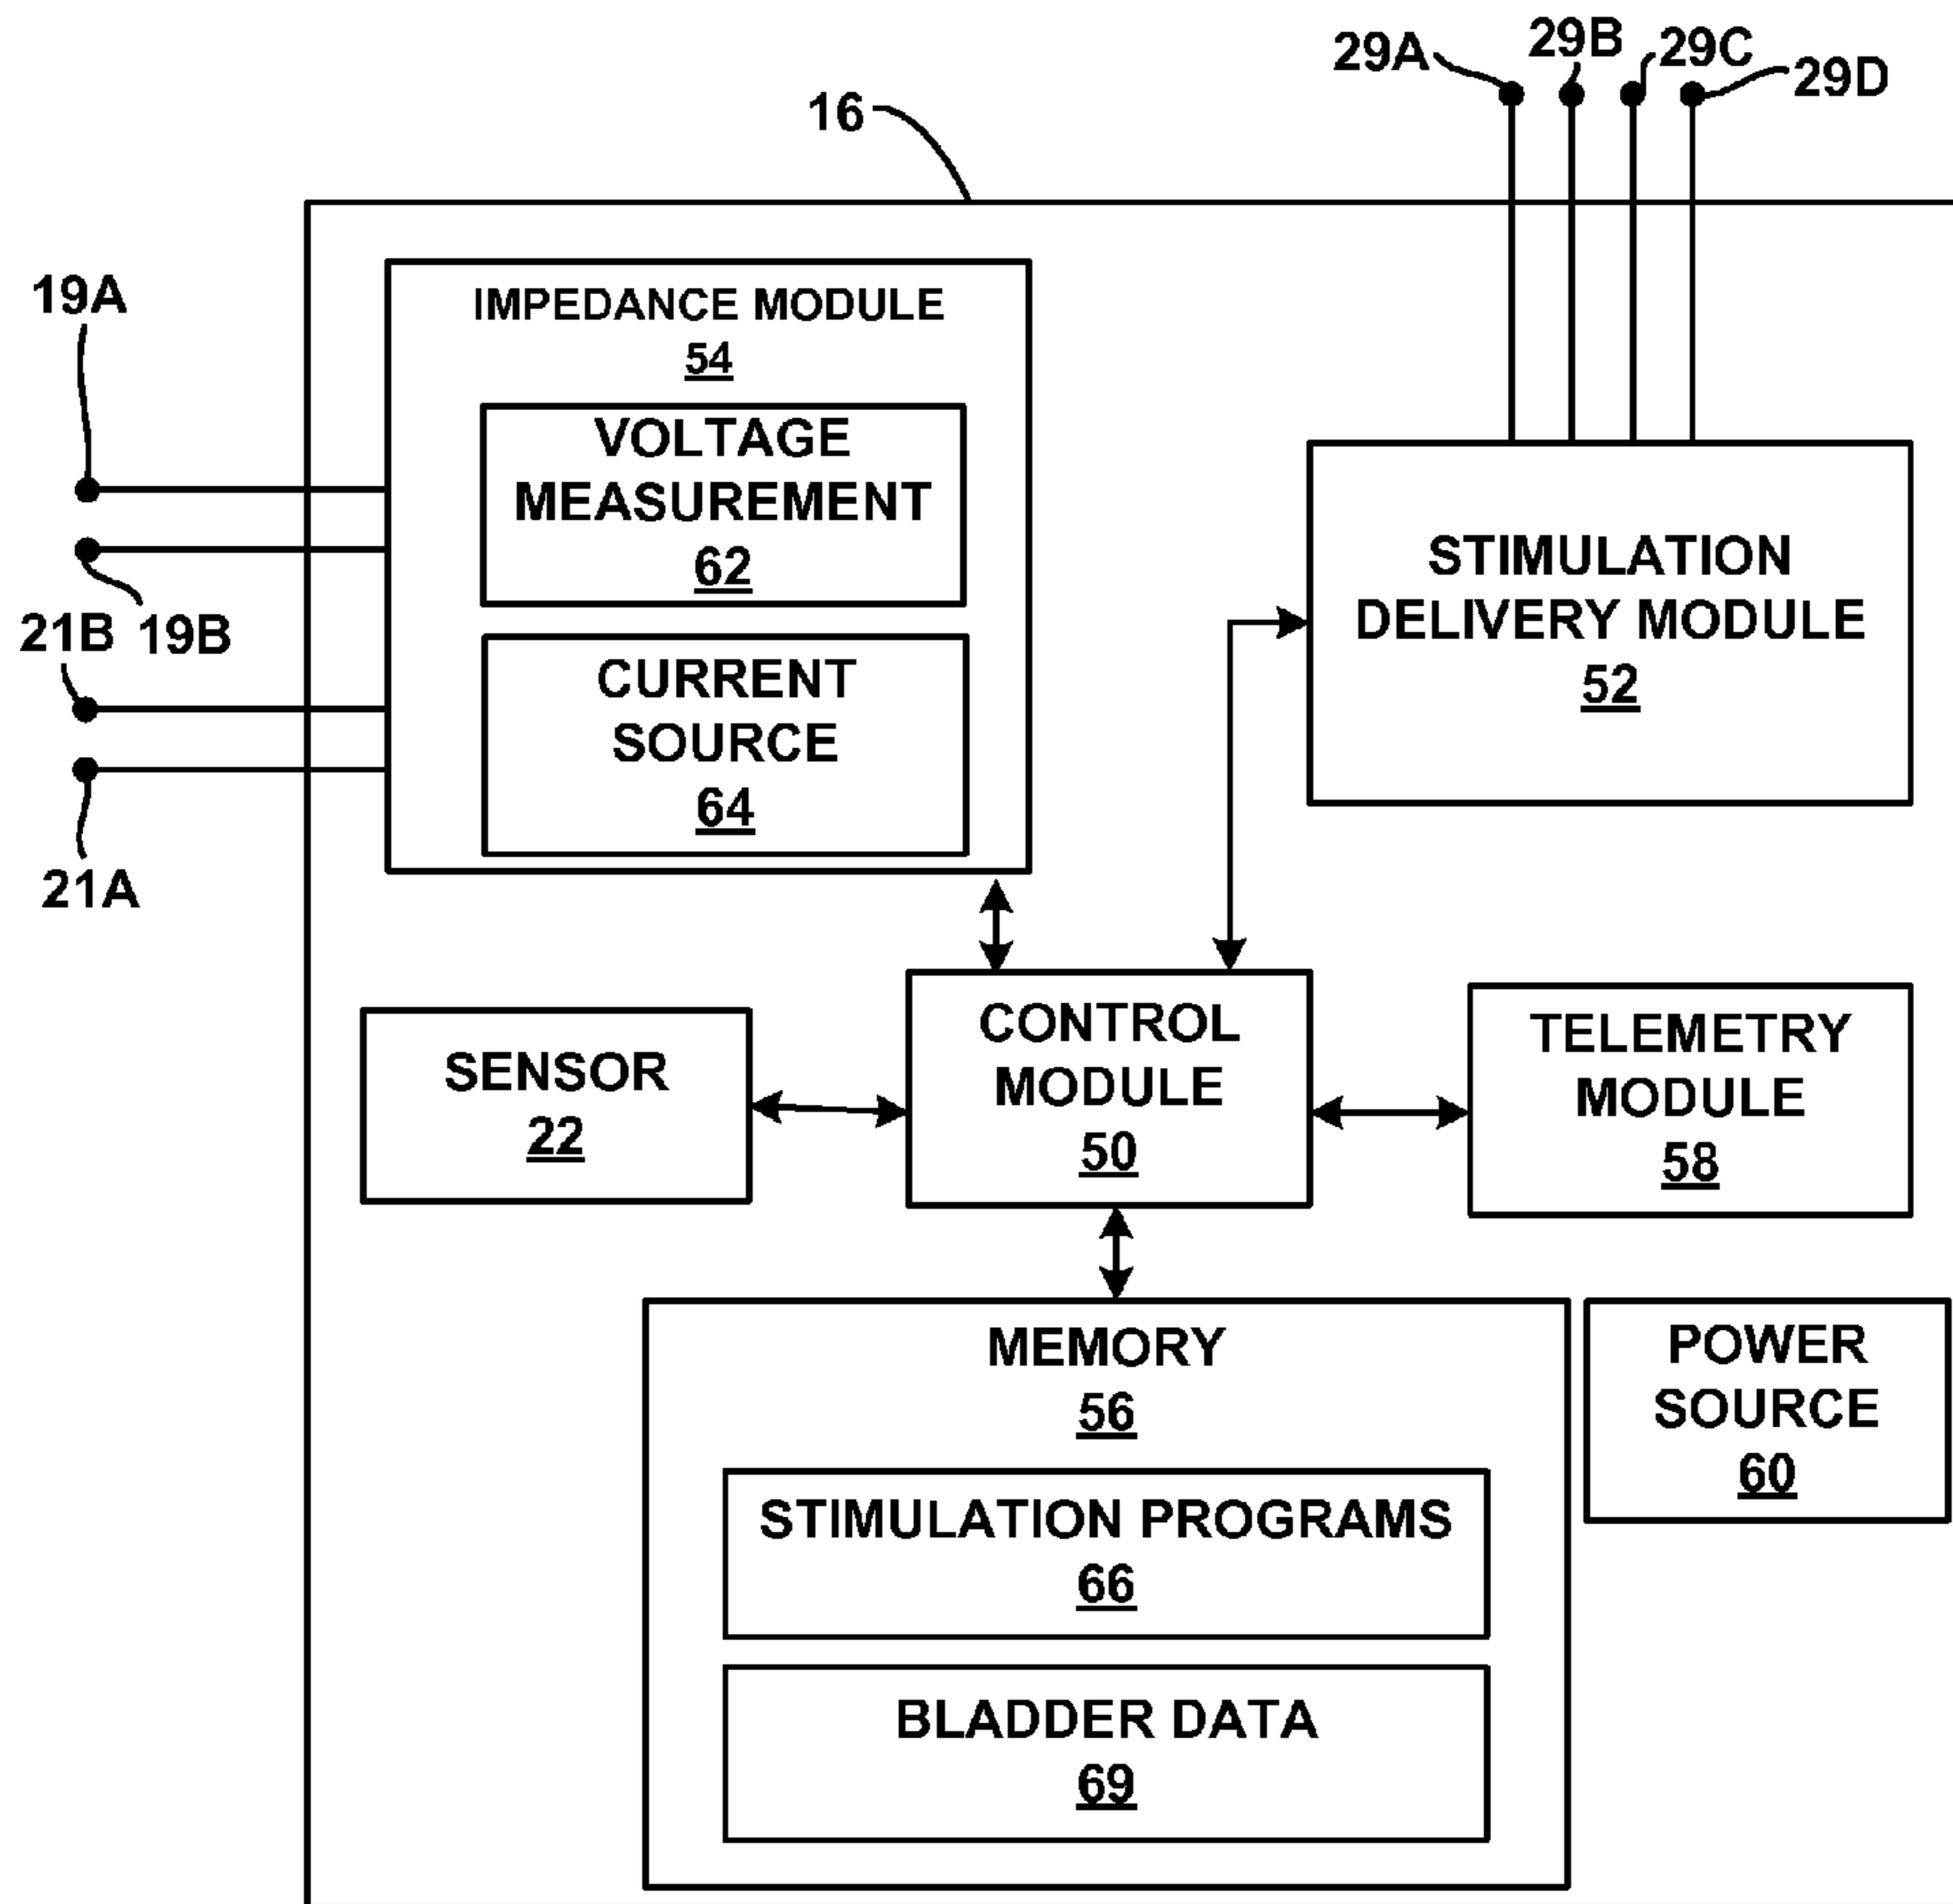 29A
29B
29C
29D
16
19A
IMPEDANCE MODULE
54
VOLTAGE
MEASUREMENT
62
21B
19B
CURRENT
SOURCE
64
21A
STIMULATION
DELIVERY MODULE
52
SENSOR
22
CONTROL
MODULE
50
TELEMETRY
MODULE
58
MEMORY
56
STIMULATION PROGRAMS
66
BLADDER DATA
69
POWER
SOURCE
60